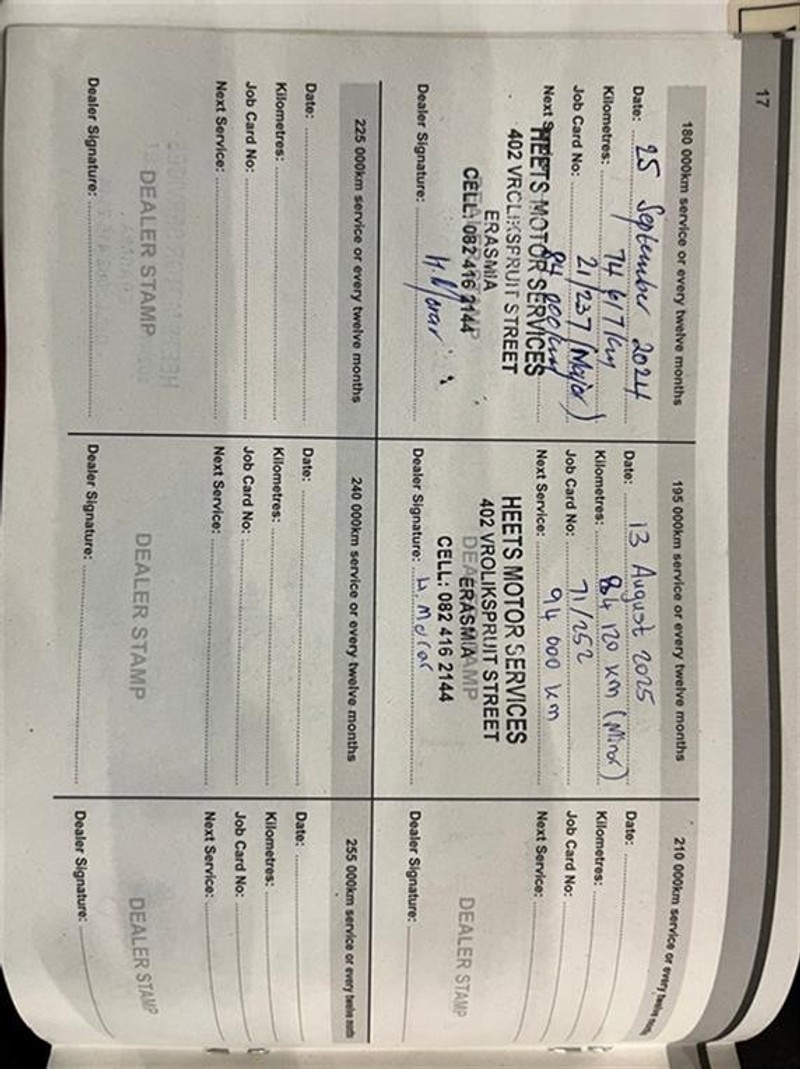 17
180 000km service or every twelve months
Date: 25 September 2024
Kilometres: 74 617km
Job Card No: 21/237 (Major)
Next Service: 84 000km
HEETS MOTOR SERVICES
402 VROLIKSPRUIT STREET
ERASMIA
CELL: 082 416 2144
Dealer Signature: H. Morar
195 000km service or every twelve months
Date: 13 August 2025
Kilometres: 84 120 km (Minor)
Job Card No: 71/252
Next Service: 94 000 km
HEETS MOTOR SERVICES
402 VROLIKSPRUIT STREET
DEALER STAMP
ERASMIA
CELL: 082 416 2144
Dealer Signature: H. Morar
210 000km service or every twelve months
Date:
Kilometres:
Job Card No:
Next Service:
DEALER STAMP
Dealer Signature:
225 000km service or every twelve months
Date:
Kilometres:
Job Card No:
Next Service:
DEALER STAMP
Dealer Signature:
240 000km service or every twelve months
Date:
Kilometres:
Job Card No:
Next Service:
DEALER STAMP
Dealer Signature:
255 000km service or every twelve months
Date:
Kilometres:
Job Card No:
Next Service:
DEALER STAMP
Dealer Signature: